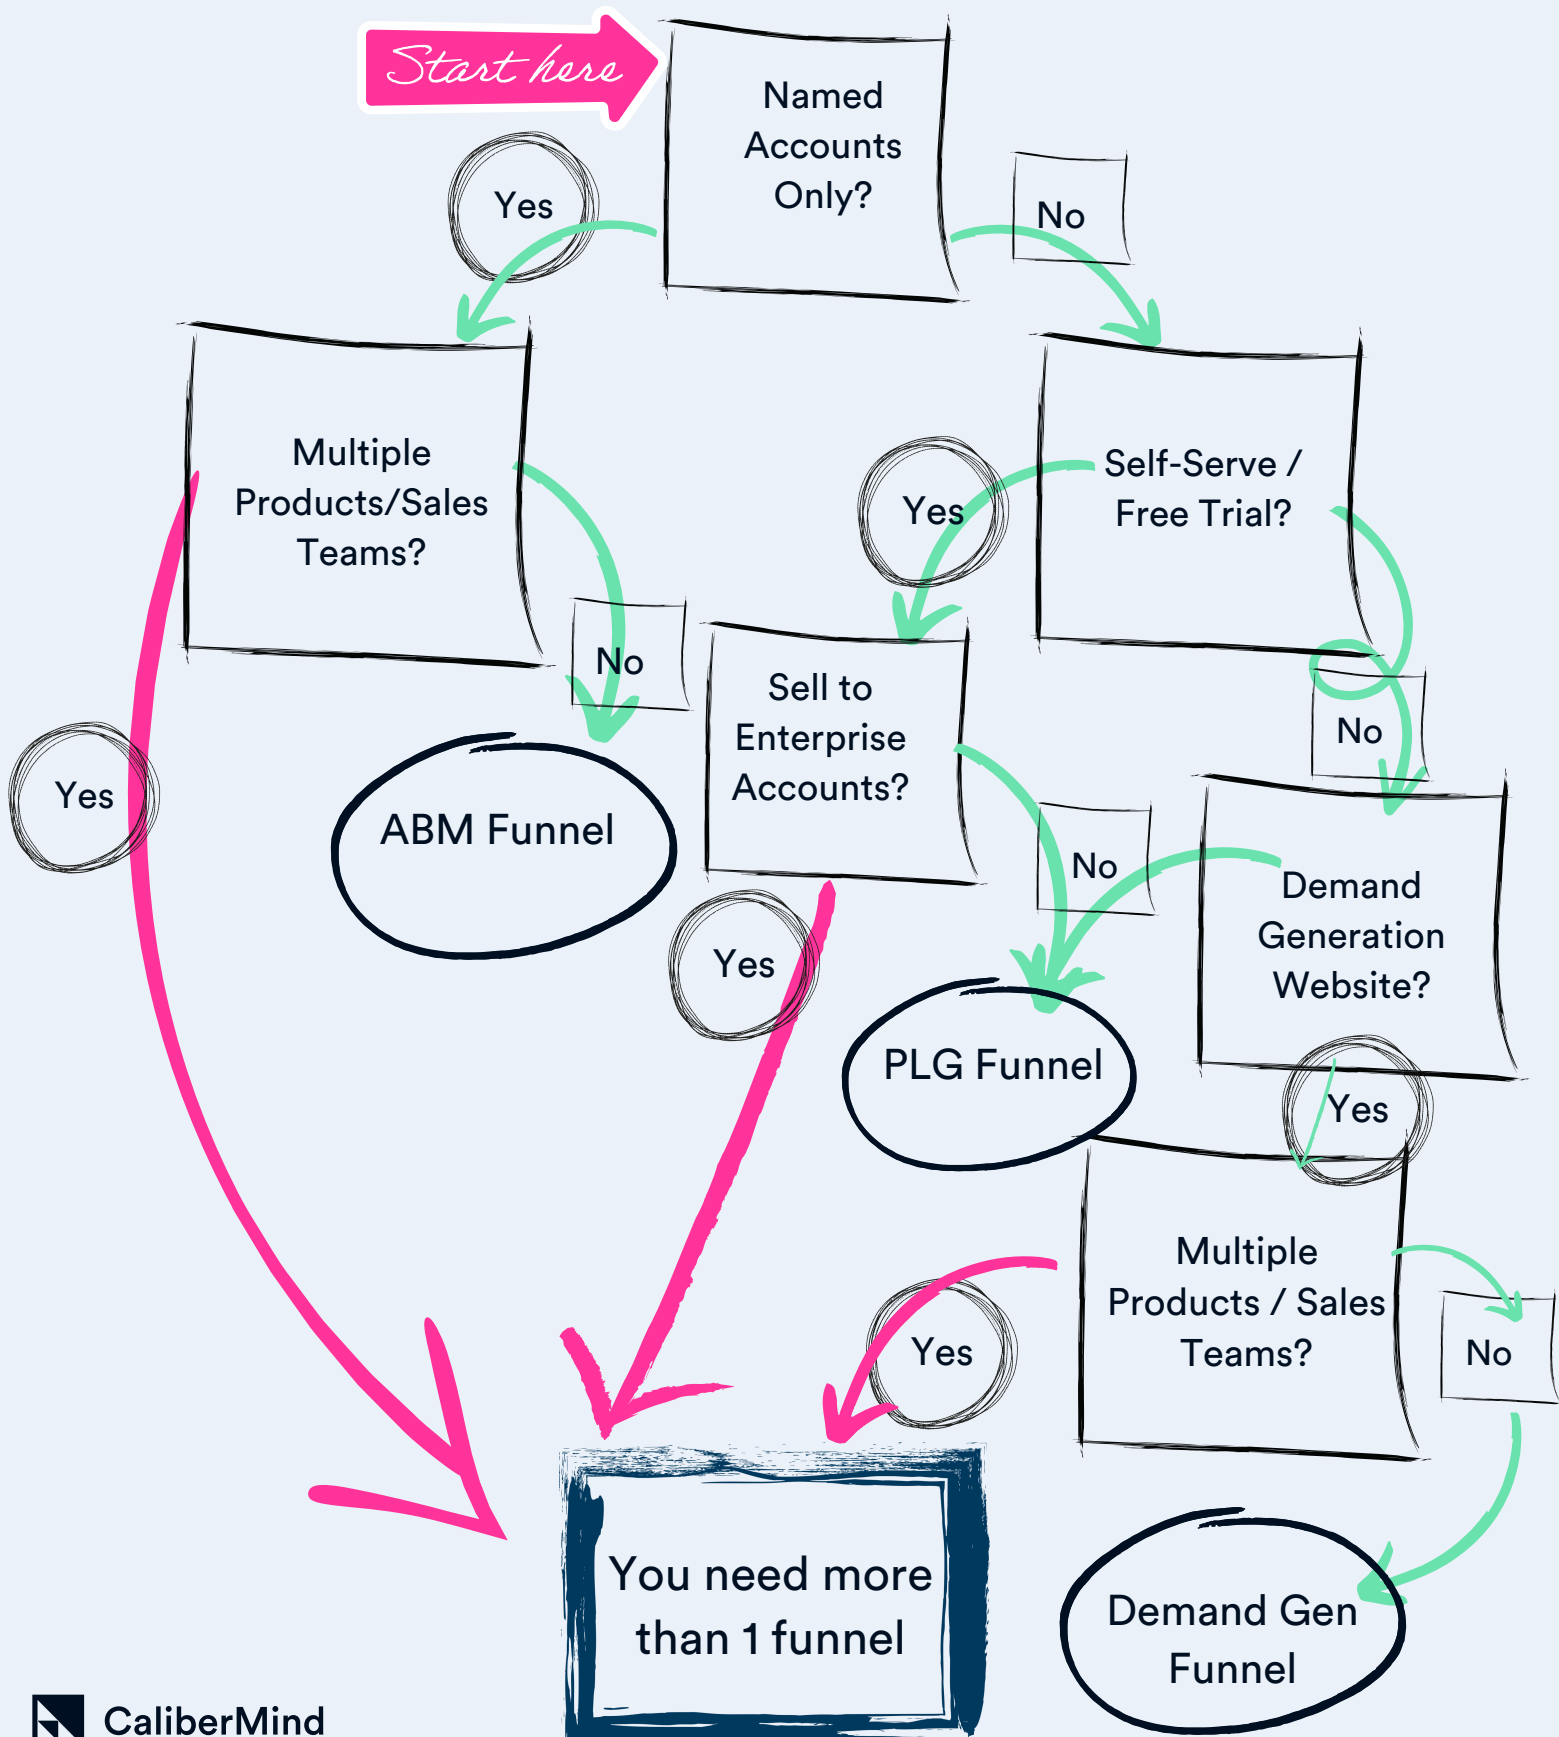 Start here
Named
Accounts
Only?
Yes
No
Multiple
Products/Sales
Teams?
Self-Serve /
Free Trial?
Yes
No
Sell to
Enterprise
Accounts?
No
Yes
ABM Funnel
No
Demand
Generation
Website?
Yes
PLG Funnel
Yes
Multiple
Products / Sales
Teams?
Yes
No
You need more
than 1 funnel
Demand Gen
Funnel
CaliberMind